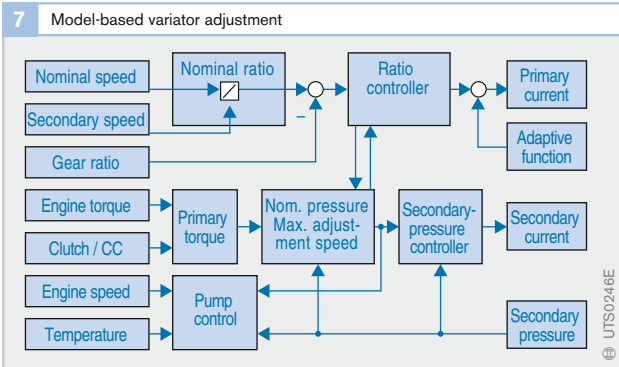 7 Model-based variator adjustment
Nominal speed
Nominal ratio
Ratio
controller
Primary
current
Secondary speed
–
Gear ratio
Adaptive
function
Engine torque
Clutch / CC
Primary
torque
Nom. pressure
Max. adjust-
ment speed
Secondary-
pressure
controller
Secondary
current
Engine speed
Temperature
Pump
control
Secondary
pressure
UTS0246E